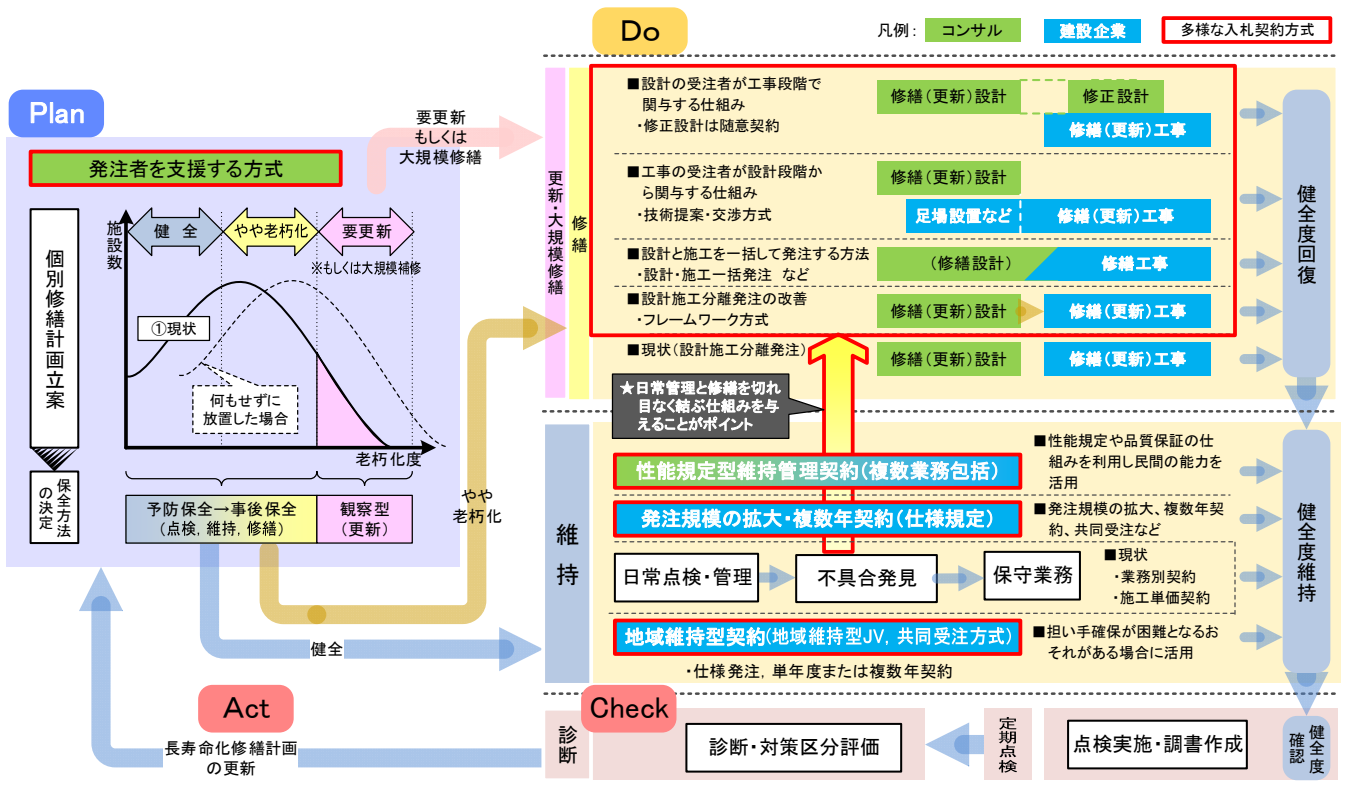 Plan
発注者を支援する方式
個別修繕計画立案
保全方法
の決定
施設数
健 全
やや老朽化
要更新
※もしくは大規模補修
①現状
何もせずに
放置した場合
老朽化度
予防保全→事後保全
(点検, 維持, 修繕)
観察型
(更新)
要更新
もしくは
大規模修繕
やや
老朽化
健全
Do
凡例:
コンサル
建設企業
多様な入札契約方式
更新・大規模修繕
修繕
■設計の受注者が工事段階で
関与する仕組み
・修正設計は随意契約
修繕(更新)設計
修正設計
修繕(更新)工事
■工事の受注者が設計段階か
ら関与する仕組み
・技術提案・交渉方式
修繕(更新)設計
足場設置など
修繕(更新)工事
■設計と施工を一括して発注する方法
・設計・施工一括発注 など
(修繕設計)
修繕工事
■設計施工分離発注の改善
・フレームワーク方式
修繕(更新)設計
修繕(更新)工事
■現状(設計施工分離発注)
修繕(更新)設計
修繕(更新)工事
健全度回復
★日常管理と修繕を切れ
目なく結ぶ仕組みを与
えることがポイント
維持
性能規定型維持管理契約(複数業務包括)
■性能規定や品質保証の仕
組みを利用し民間の能力を
活用
発注規模の拡大・複数年契約(仕様規定)
■発注規模の拡大、複数年契
約、共同受注など
日常点検・管理
不具合発見
保守業務
■現状
・業務別契約
・施工単価契約
地域維持型契約(地域維持型JV, 共同受注方式)
■担い手確保が困難となるお
それがある場合に活用
・仕様発注, 単年度または複数年契約
健全度維持
Check
健全度
確認
点検実施・調書作成
定期点検
診断・対策区分評価
診断
Act
長寿命化修繕計画
の更新